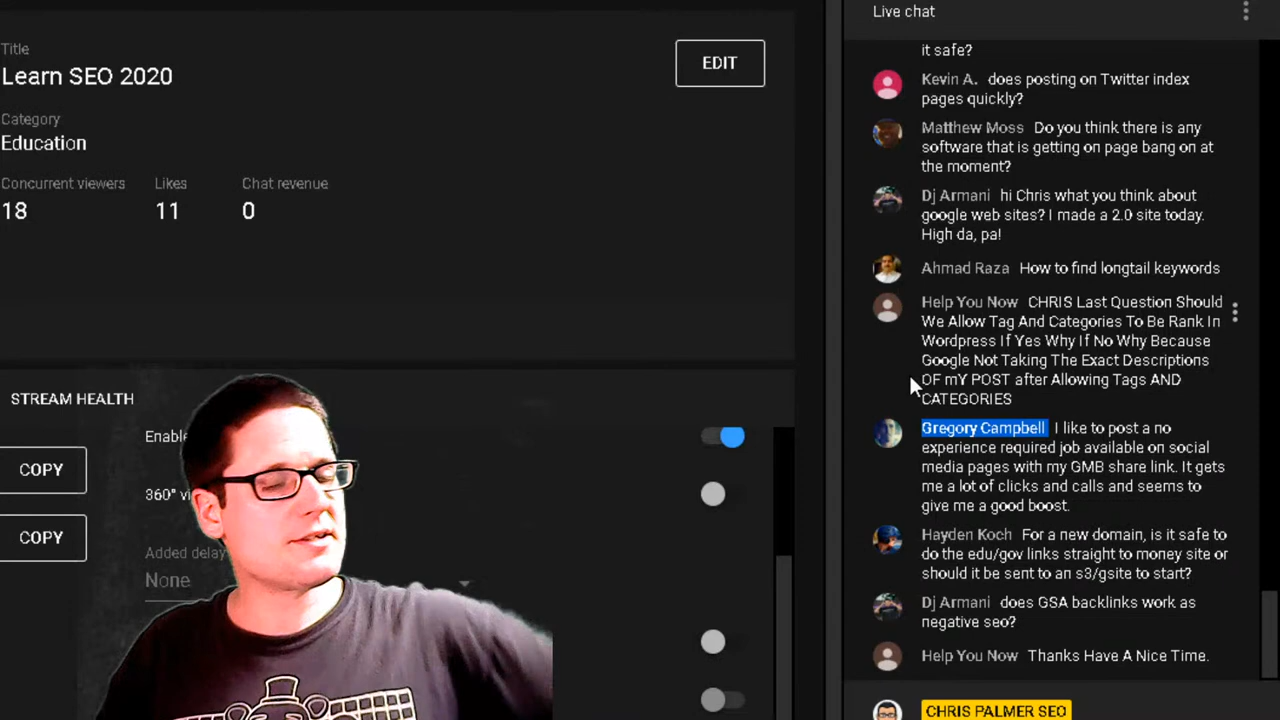 Title
Learn SEO 2020
EDIT
Category
Education
Concurrent viewers Likes Chat revenue
18 11 0
STREAM HEALTH
COPY
COPY
Enable
360° vi
Added delay
None
Live chat
it safe?
Kevin A. does posting on Twitter index
pages quickly?
Matthew Moss Do you think there is any
software that is getting on page bang on at
the moment?
Dj Armani hi Chris what you think about
google web sites? I made a 2.0 site today.
High da, pa!
Ahmad Raza How to find longtail keywords
Help You Now CHRIS Last Question Should
We Allow Tag And Categories To Be Rank In
Wordpress If Yes Why If No Why Because
Google Not Taking The Exact Descriptions
OF mY POST after Allowing Tags AND
CATEGORIES
Gregory Campbell I like to post a no
experience required job available on social
media pages with my GMB share link. It gets
me a lot of clicks and calls and seems to
give me a good boost.
Hayden Koch For a new domain, is it safe to
do the edu/gov links straight to money site or
should it be sent to an s3/gsite to start?
Dj Armani does GSA backlinks work as
negative seo?
Help You Now Thanks Have A Nice Time.
CHRIS PALMER SEO